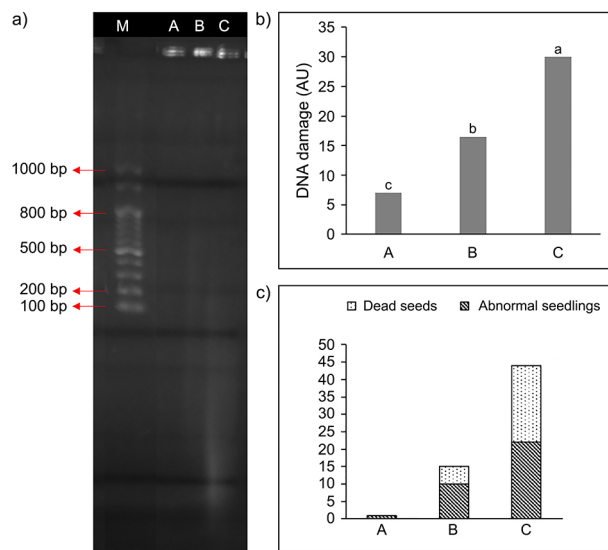 a)
M A B C
1000 bp
800 bp
500 bp
200 bp
100 bp
b)
DNA damage (AU)
35
30
25
20
15
10
5
0
c
b
a
A B C
c)
Dead seeds Abnormal seedlings
50
45
40
35
30
25
20
15
10
5
0
A B C